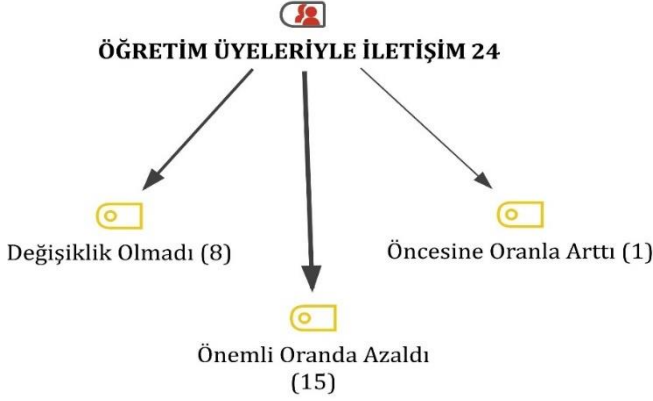 ÖĞRETİM ÜYELERİYLE İLETİŞİM 24
Değişiklik Olmadı (8)
Öncesine Oranla Arttı (1)
Önemli Oranda Azaldı
(15)